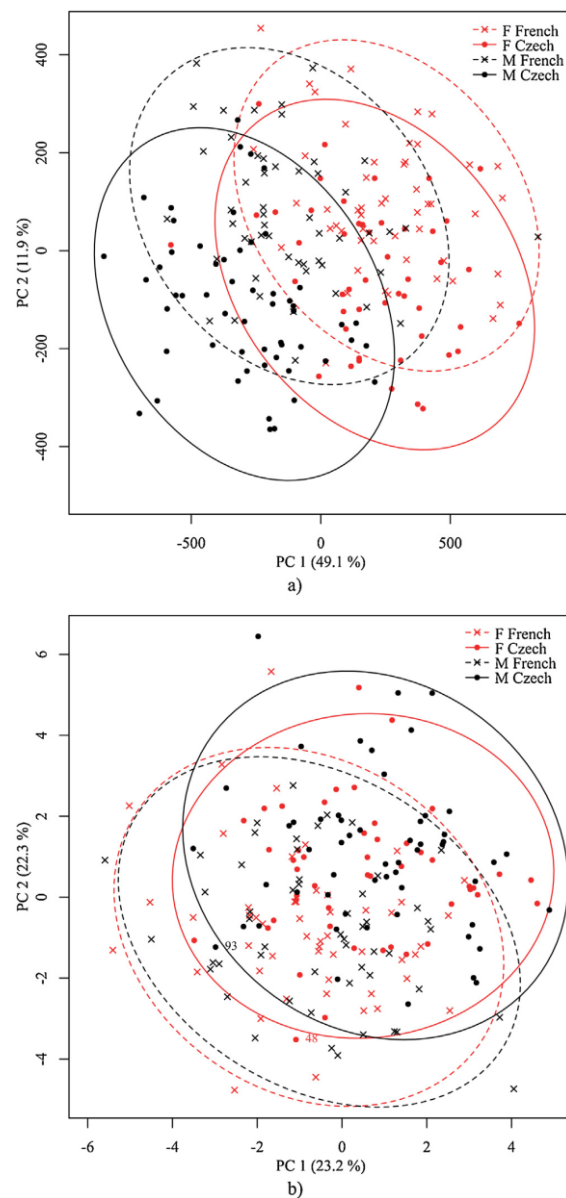 F French
F Czech
M French
M Czech
400
200
0
-200
-400
PC 2 (11.9 %)
-500
0
500
PC 1 (49.1 %)
a)
F French
F Czech
M French
M Czech
6
4
2
0
-2
-4
PC 2 (22.3 %)
93
48
-6
-4
-2
0
2
4
PC 1 (23.2 %)
b)